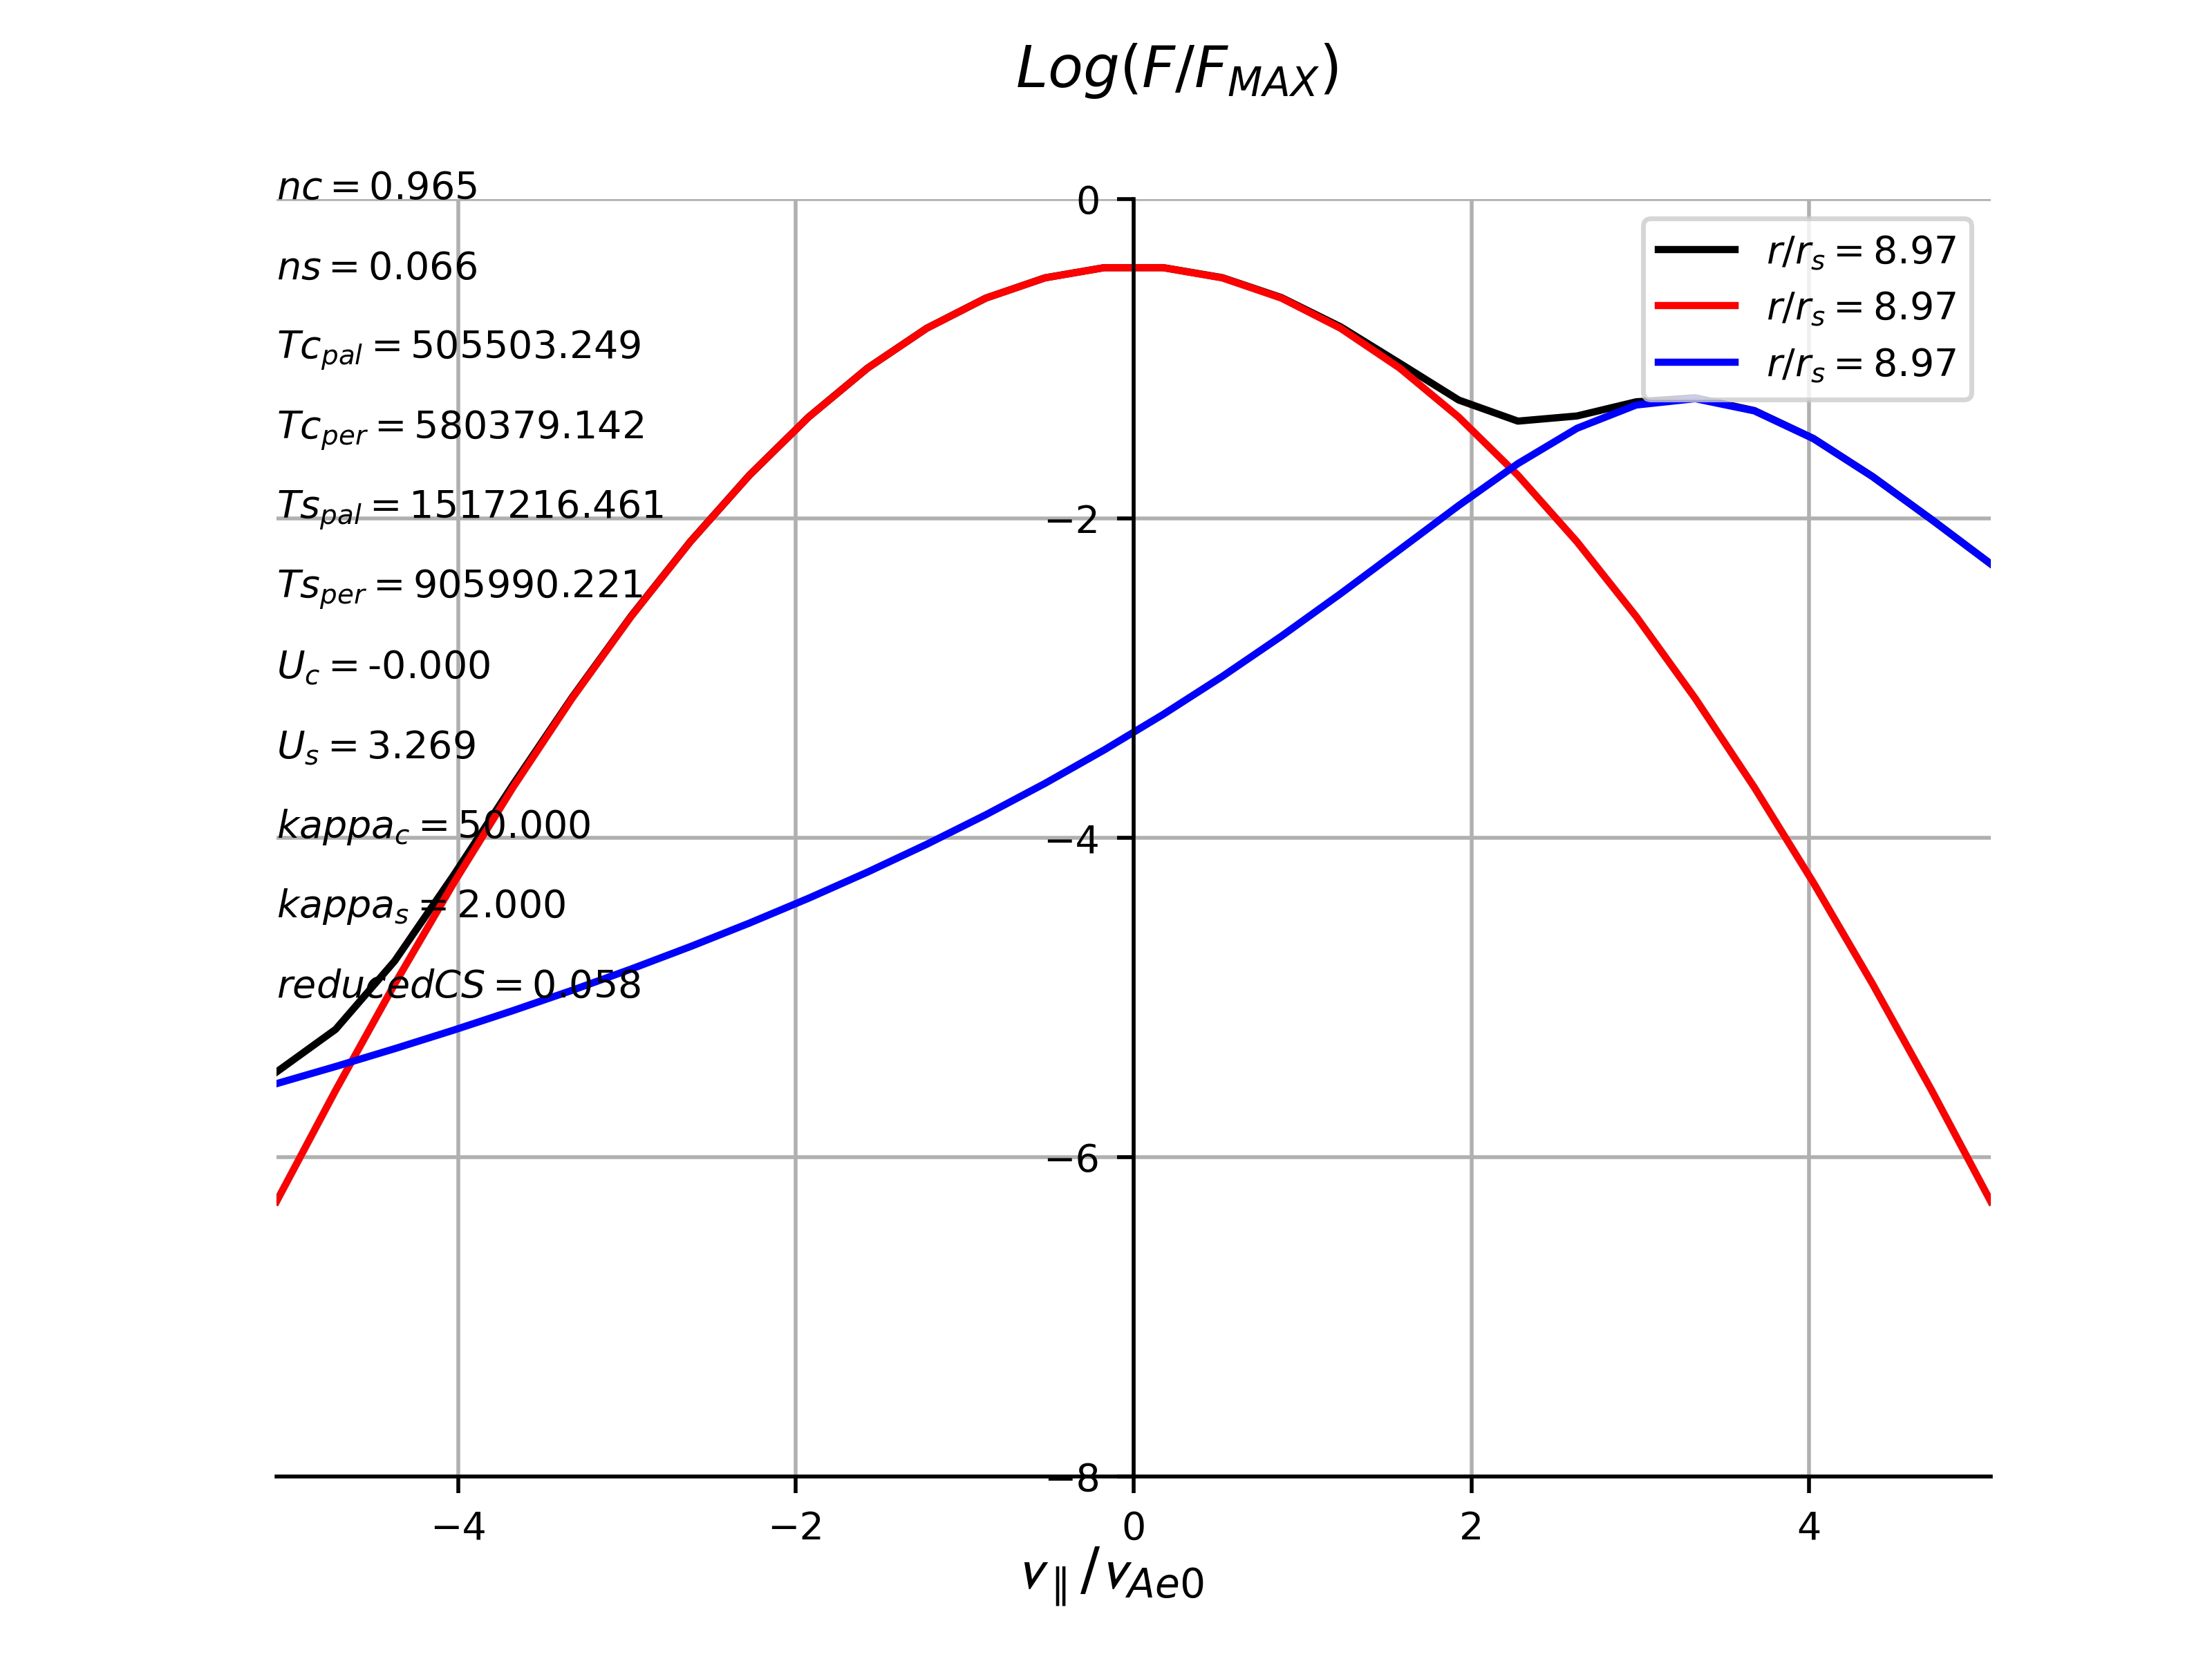 Log(F/F_MAX)
nc = 0.965
ns = 0.066
Tc_pal = 505503.249
Tc_per = 580379.142
Ts_pal = 1517216.461
Ts_per = 905990.221
U_c = -0.000
U_s = 3.269
kappa_c = 50.000
kappa_s = 2.000
reducedCS = 0.058
r/r_s = 8.97
r/r_s = 8.97
r/r_s = 8.97
0
−2
−4
−6
−8
−4 −2 0 2 4
v_∥/v_Ae0